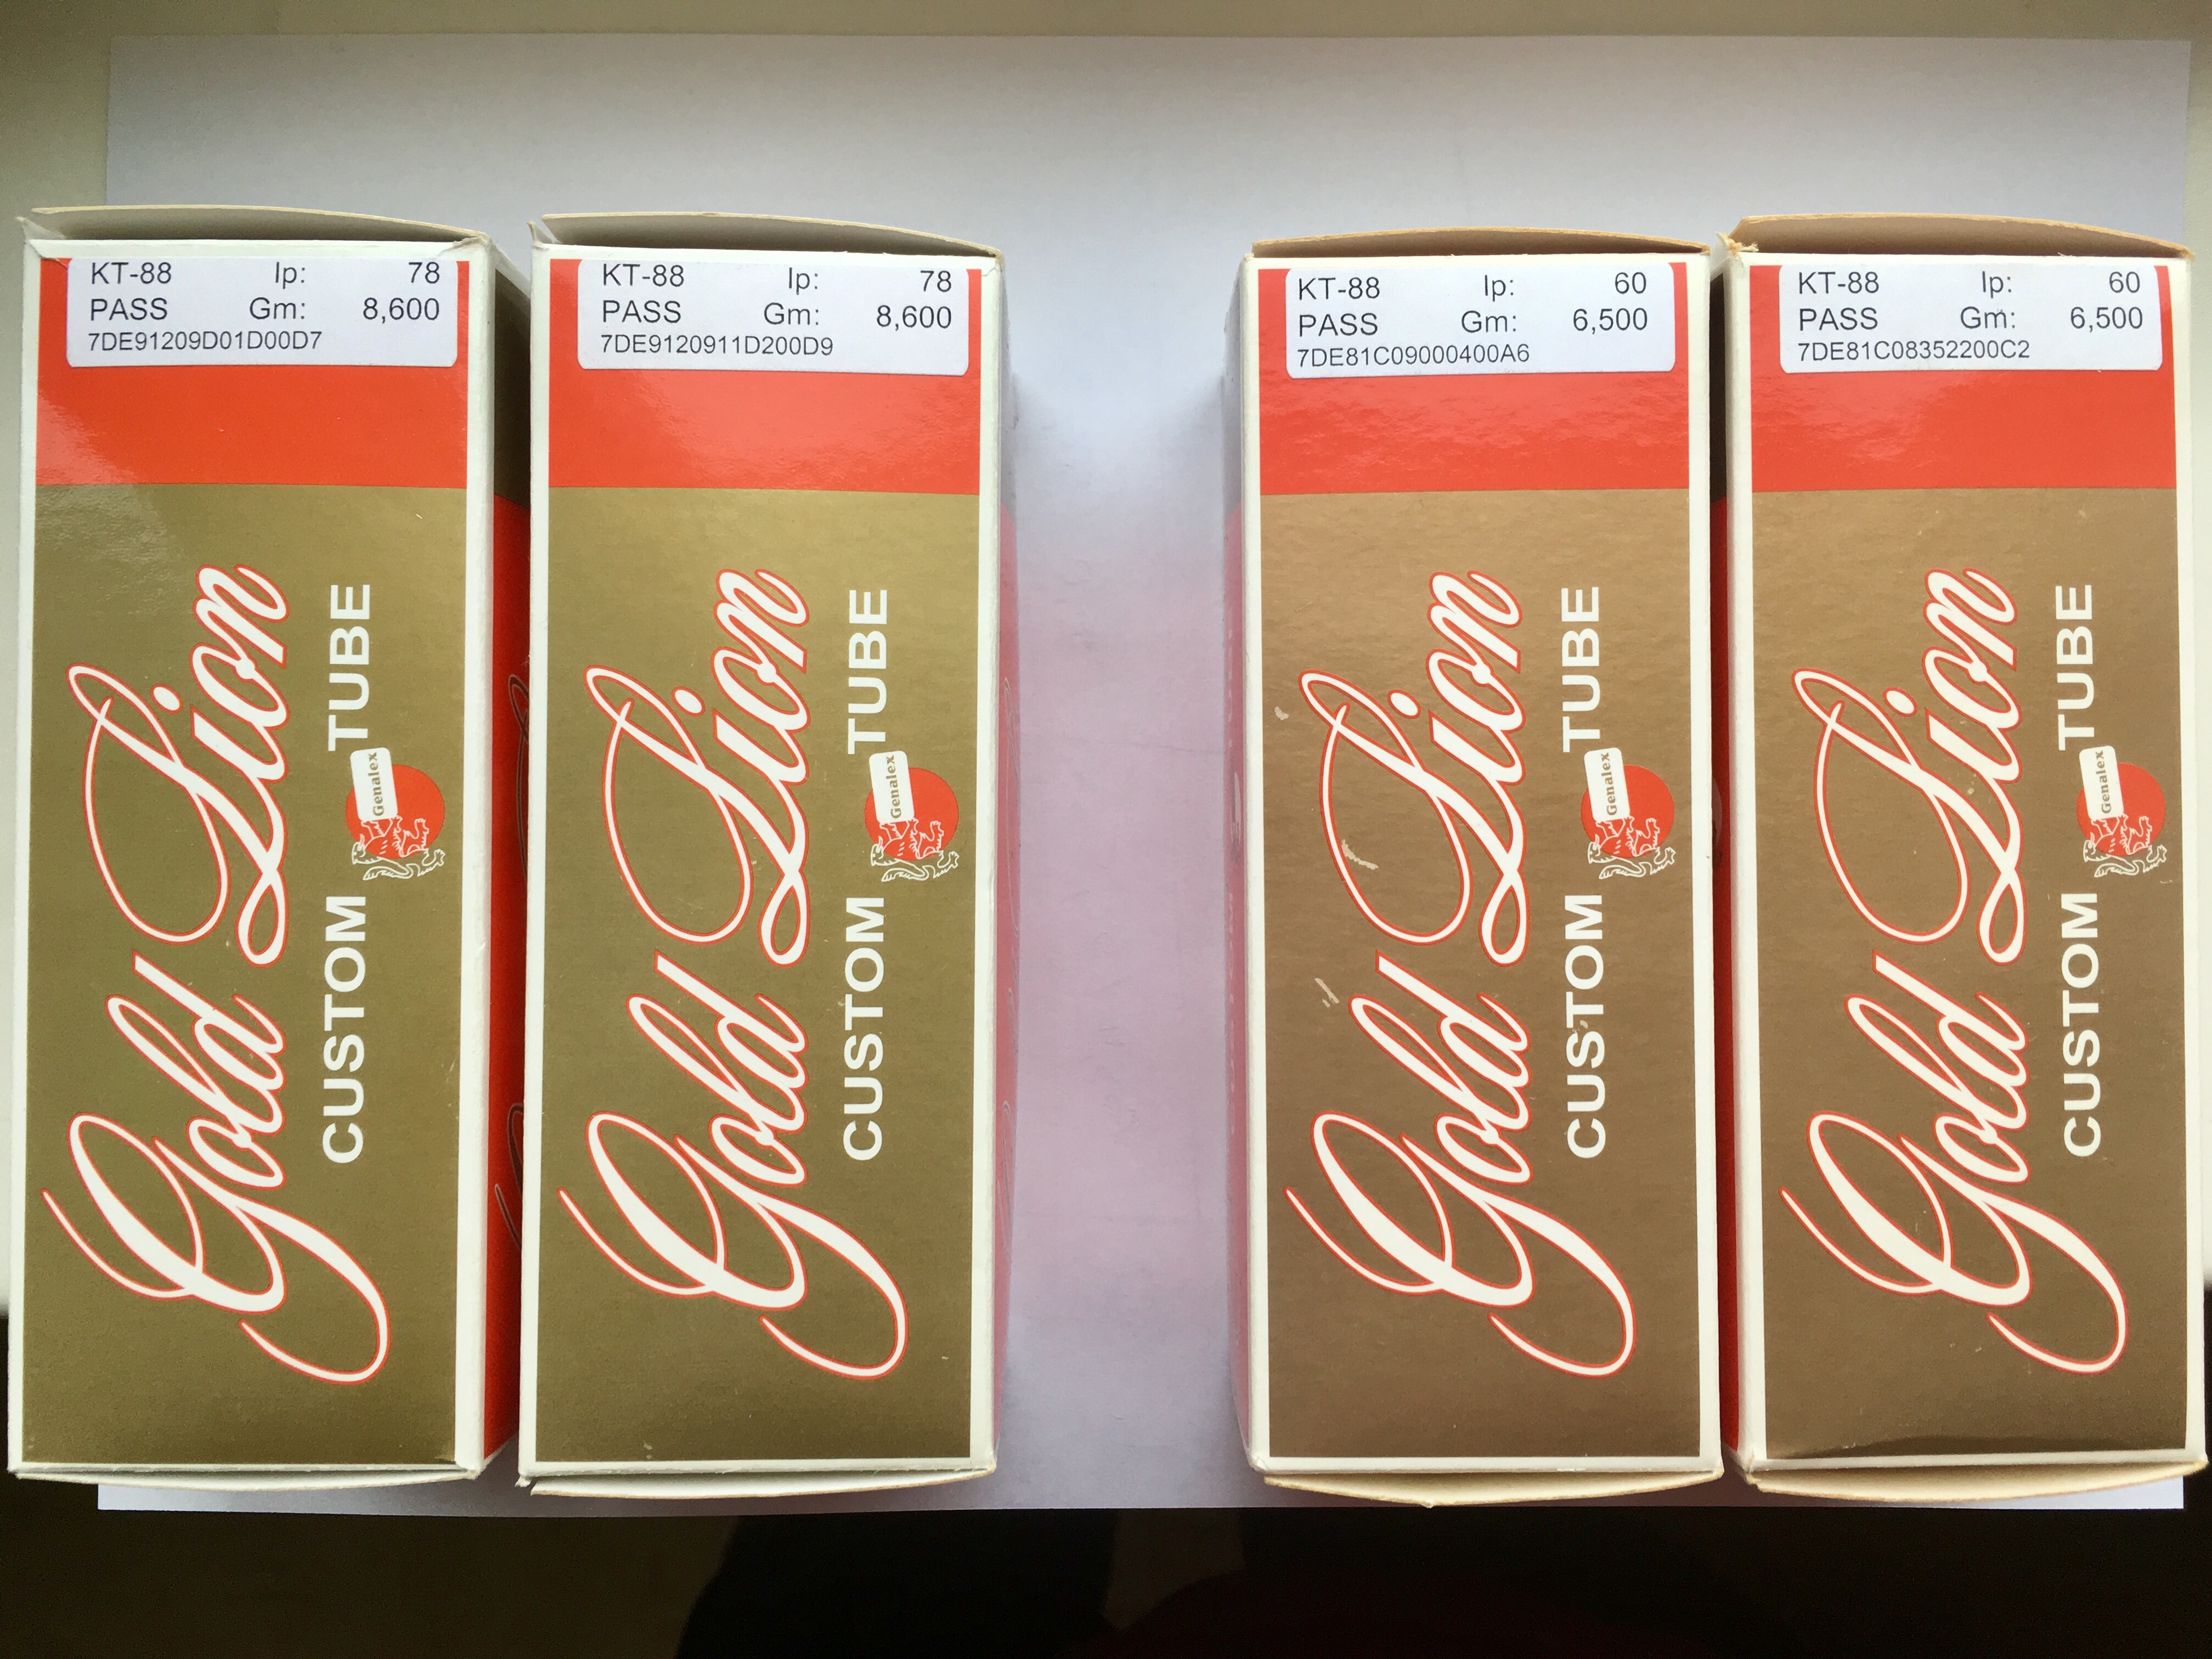 KT-88 Ip: 78
PASS Gm: 8,600
7DE91209D01D00D7
Gold Lion
CUSTOM TUBE
Genalex
KT-88 Ip: 78
PASS Gm: 8,600
7DE9120911D200D9
Gold Lion
CUSTOM TUBE
Genalex
KT-88 Ip: 60
PASS Gm: 6,500
7DE81C09000400A6
Gold Lion
CUSTOM TUBE
Genalex
KT-88 Ip: 60
PASS Gm: 6,500
7DE81C08352200C2
Gold Lion
CUSTOM TUBE
Genalex